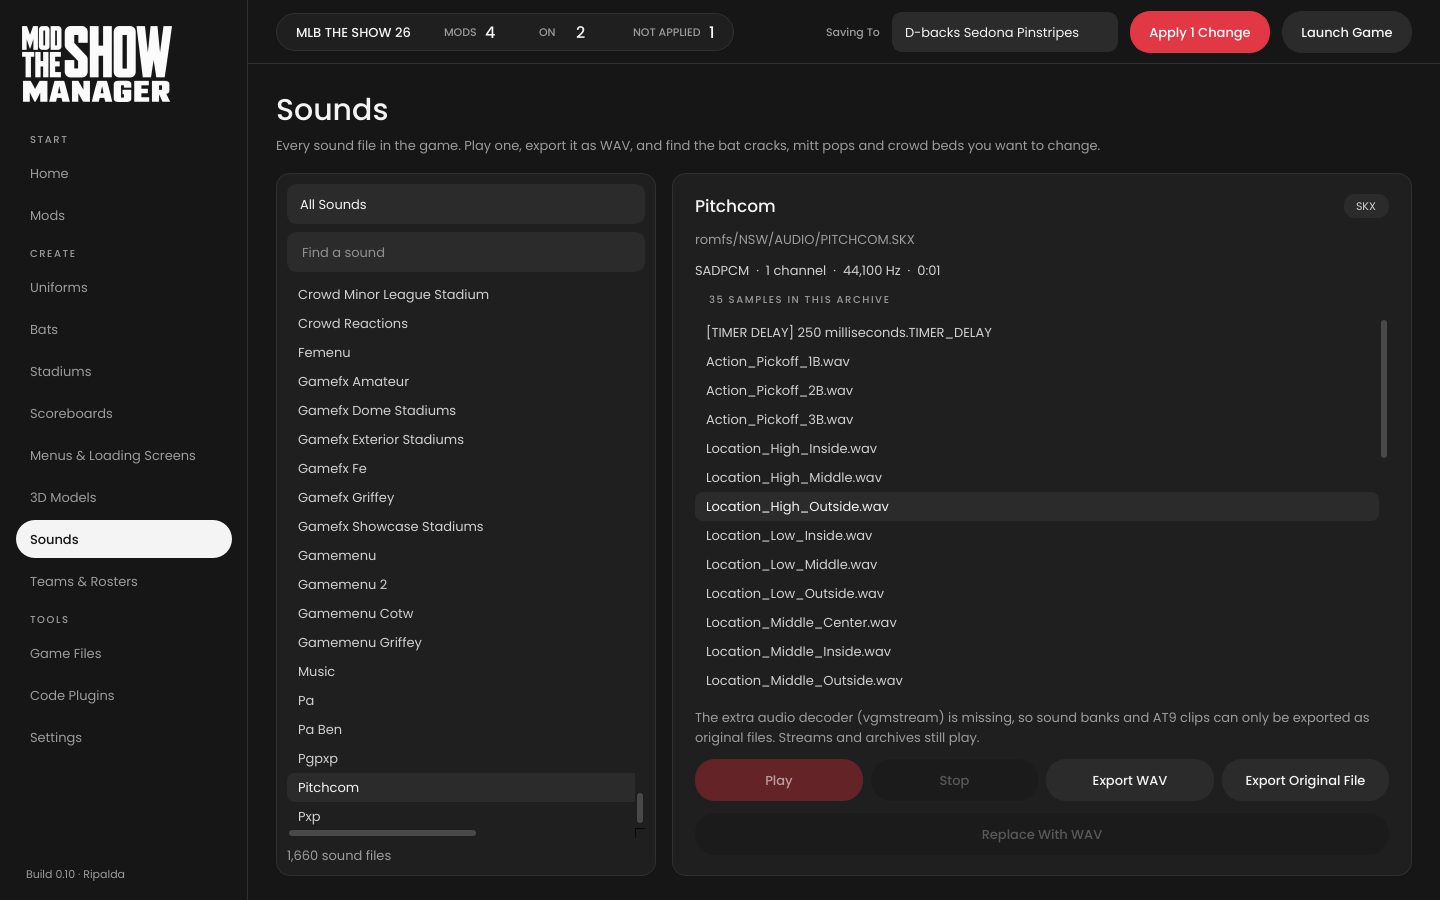 MOD THE SHOW MANAGER
START
Home
Mods
CREATE
Uniforms
Bats
Stadiums
Scoreboards
Menus & Loading Screens
3D Models
Sounds
Teams & Rosters
TOOLS
Game Files
Code Plugins
Settings
Build 0.10 · Ripalda
MLB THE SHOW 26 MODS 4 ON 2 NOT APPLIED 1
Saving To D-backs Sedona Pinstripes Apply 1 Change Launch Game
Sounds
Every sound file in the game. Play one, export it as WAV, and find the bat cracks, mitt pops and crowd beds you want to change.
All Sounds
Find a sound
Crowd Minor League Stadium
Crowd Reactions
Femenu
Gamefx Amateur
Gamefx Dome Stadiums
Gamefx Exterior Stadiums
Gamefx Fe
Gamefx Griffey
Gamefx Showcase Stadiums
Gamemenu
Gamemenu 2
Gamemenu Cotw
Gamemenu Griffey
Music
Pa
Pa Ben
Pgpxp
Pitchcom
Pxp
1,660 sound files
Pitchcom SKX
romfs/NSW/AUDIO/PITCHCOM.SKX
SADPCM · 1 channel · 44,100 Hz · 0:01
35 SAMPLES IN THIS ARCHIVE
[TIMER DELAY] 250 milliseconds.TIMER_DELAY
Action_Pickoff_1B.wav
Action_Pickoff_2B.wav
Action_Pickoff_3B.wav
Location_High_Inside.wav
Location_High_Middle.wav
Location_High_Outside.wav
Location_Low_Inside.wav
Location_Low_Middle.wav
Location_Low_Outside.wav
Location_Middle_Center.wav
Location_Middle_Inside.wav
Location_Middle_Outside.wav
The extra audio decoder (vgmstream) is missing, so sound banks and AT9 clips can only be exported as
original files. Streams and archives still play.
Play Stop Export WAV Export Original File
Replace With WAV